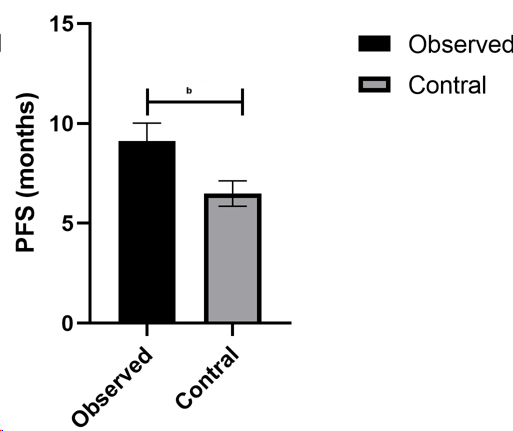 15
10
5
0
PFS (months)
b
Observed
Contral
Observed
Contral